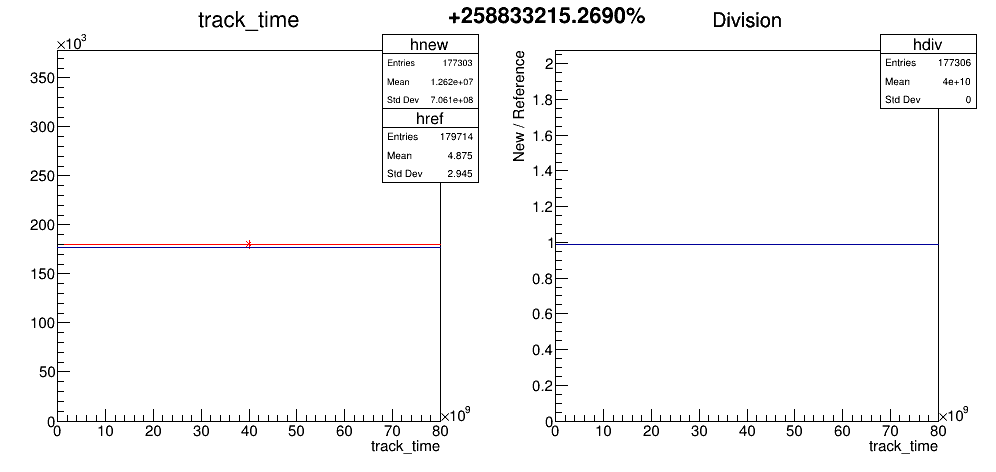 +258833215.2690%
track_time
×10³
hnew
Entries 177303
Mean 1.262e+07
Std Dev 7.061e+08
href
Entries 179714
Mean 4.875
Std Dev 2.945
350
300
250
200
150
100
50
0
0 10 20 30 40 50 60 70 80
×10⁹
track_time
Division
hdiv
Entries 177306
Mean 4e+10
Std Dev 0
New / Reference
2
1.8
1.6
1.4
1.2
1
0.8
0.6
0.4
0.2
0
0 10 20 30 40 50 60 70 80
×10⁹
track_time